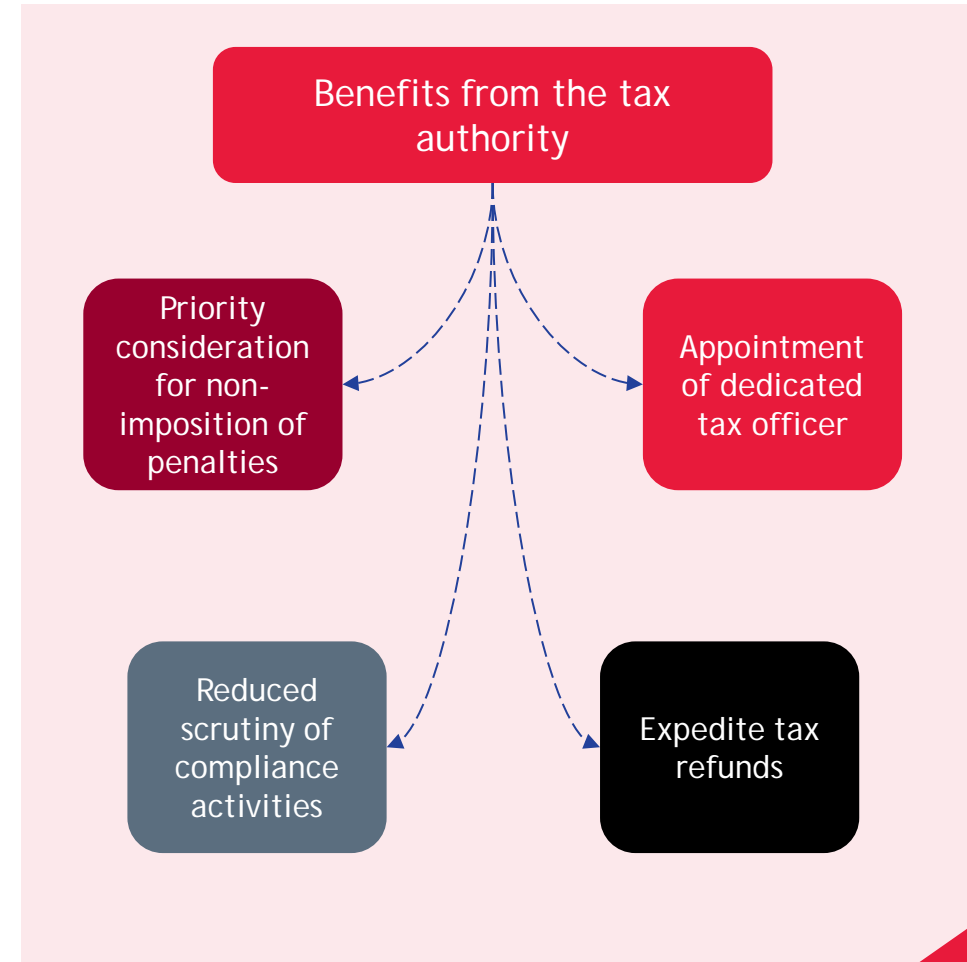 Benefits from the tax
authority
Priority
consideration
for non-
imposition of
penalties
Appointment
of dedicated
tax officer
Reduced
scrutiny of
compliance
activities
Expedite tax
refunds